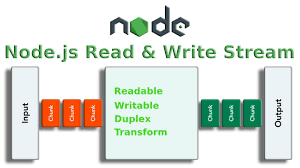 node
Node.js Read & Write Stream
Input
Chunk
Chunk
Chunk
Readable
Writable
Duplex
Transform
Chunk
Chunk
Chunk
Output